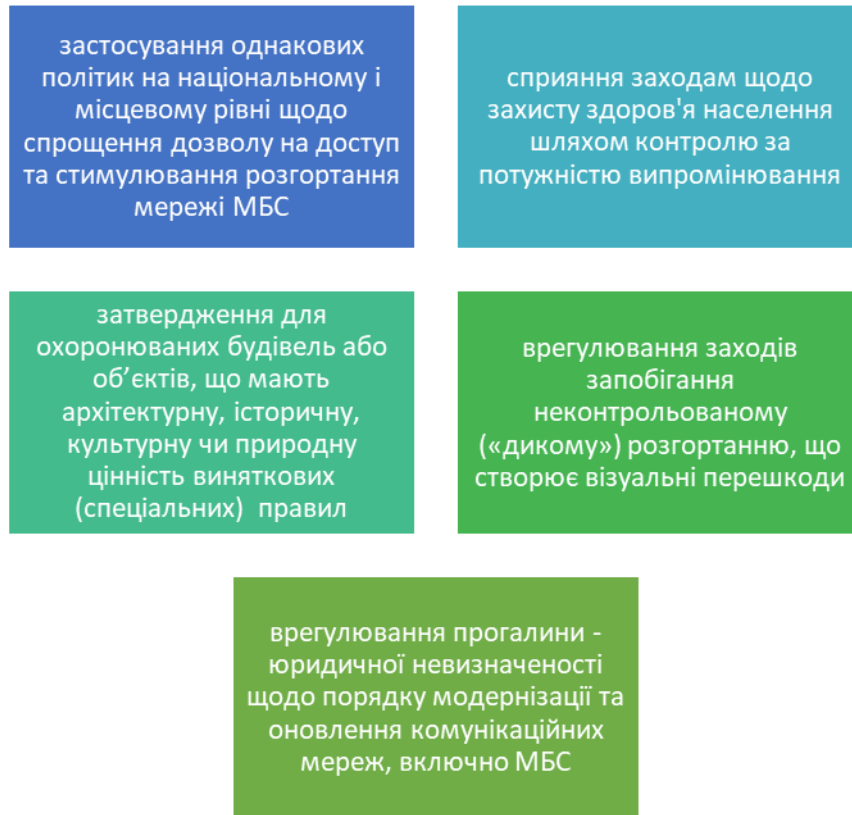 застосування однакових
політик на національному і
місцевому рівні щодо
спрощення дозволу на доступ
та стимулювання розгортання
мережі МБС
сприяння заходам щодо
захисту здоров'я населення
шляхом контролю за
потужністю випромінювання
затвердження для
охоронюваних будівель або
об’єктів, що мають
архітектурну, історичну,
культурну чи природну
цінність виняткових
(спеціальних)  правил
врегулювання заходів
запобігання
неконтрольованому
(«дикому») розгортанню, що
створює візуальні перешкоди
врегулювання прогалини -
юридичної невизначеності
щодо порядку модернізації та
оновлення комунікаційних
мереж, включно МБС